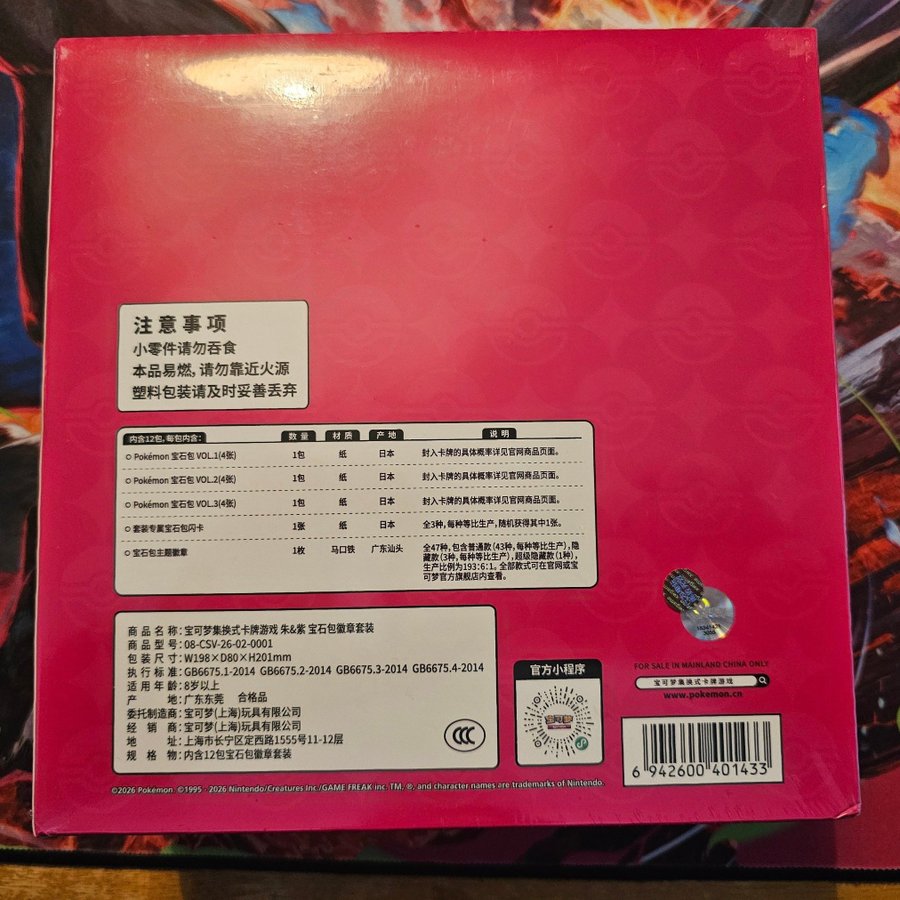 注意事项
小零件请勿吞食
本品易燃, 请勿靠近火源
塑料包装请及时妥善丢弃
内含12包, 每包内含: 数量 材质 产地 说明
Pokémon 宝石包 VOL.1(4张) 1包 纸 日本 封入卡牌的具体概率详见官网商品页面。
Pokémon 宝石包 VOL.2(4张) 1包 纸 日本 封入卡牌的具体概率详见官网商品页面。
Pokémon 宝石包 VOL.3(4张) 1包 纸 日本 封入卡牌的具体概率详见官网商品页面。
套装专属宝石包闪卡 1张 纸 日本 全3种, 每种等比生产, 随机获得其中1张。
宝石包主题徽章 1枚 马口铁 广东汕头 全47种, 包含普通款(43种, 每种等比生产), 隐
藏款(3种, 每种等比生产), 超级隐藏款(1种),
生产比例为193:6:1。全部款式可在官网或宝
可梦官方旗舰店内查看。
商品名称: 宝可梦集换式卡牌游戏 朱&紫 宝石包徽章套装
商品型号: 08-CSV-26-02-0001
包装尺寸: W198×D80×H201mm
执行标准: GB6675.1-2014 GB6675.2-2014 GB6675.3-2014 GB6675.4-2014
适用年龄: 8岁以上
产地: 广东东莞 合格品
委托制造商: 宝可梦(上海)玩具有限公司
经销商: 宝可梦(上海)玩具有限公司
地址: 上海市长宁区定西路1555号11-12层
规格物: 内含12包宝石包徽章套装
CCC
官方小程序
宝可梦
FOR SALE IN MAINLAND CHINA ONLY
宝可梦集换式卡牌游戏
www.pokemon.cn
6 942600 401433
©2026 Pokémon. ©1995 - 2026 Nintendo/Creatures Inc./GAME FREAK inc. TM, ®, and character names are trademarks of Nintendo.